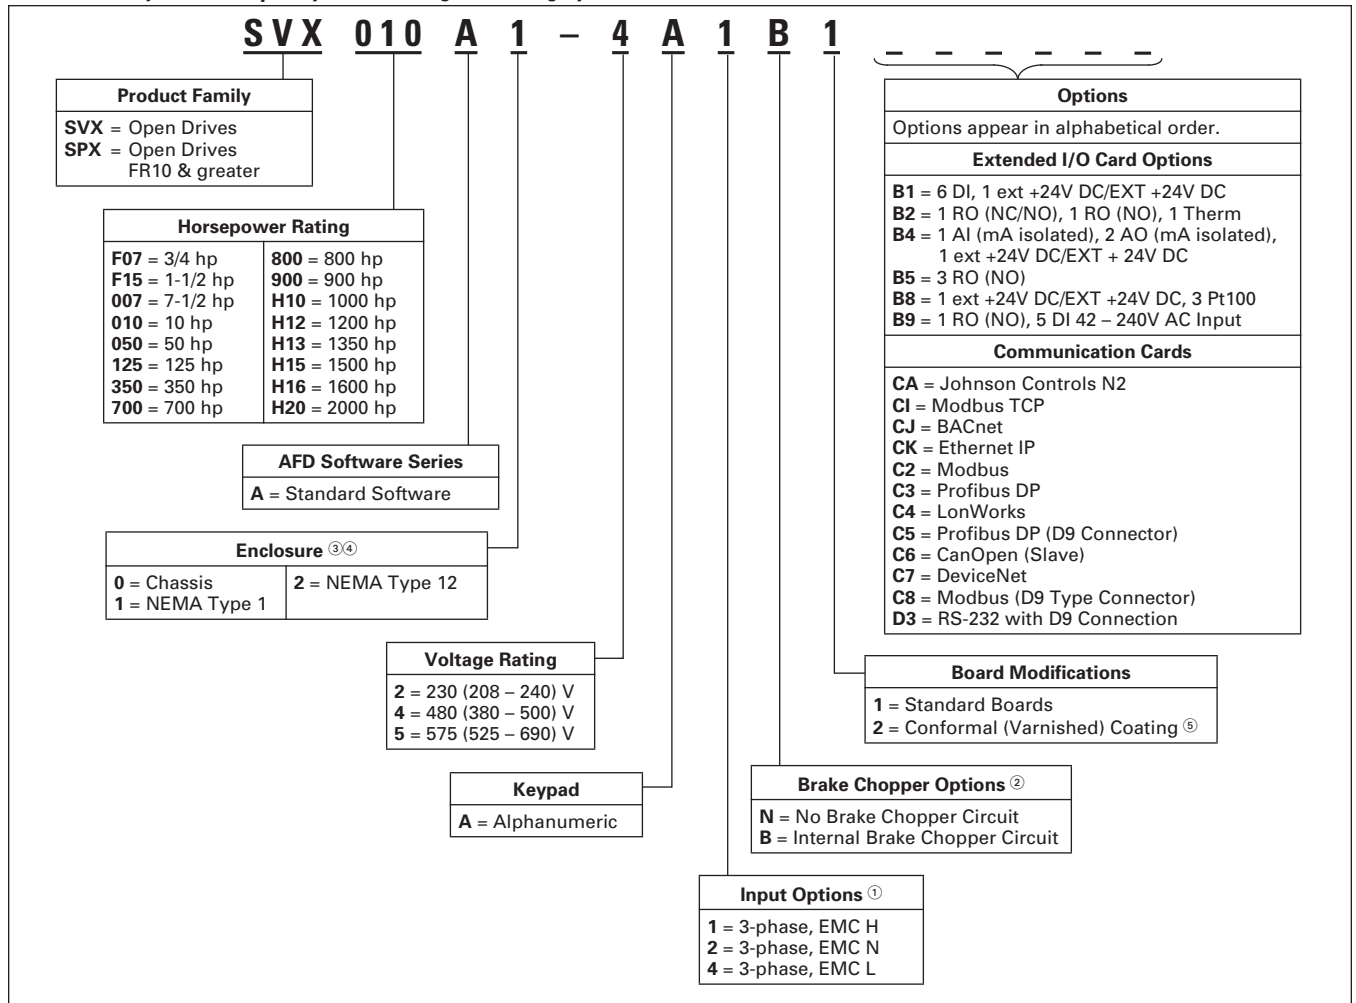 SVX 010 A 1 – 4 A 1 B 1 _ _ _ _ _ _
Product Family
SVX = Open Drives
SPX = Open Drives
FR10 & greater
Horsepower Rating
F07 = 3/4 hp
F15 = 1-1/2 hp
007 = 7-1/2 hp
010 = 10 hp
050 = 50 hp
125 = 125 hp
350 = 350 hp
700 = 700 hp
800 = 800 hp
900 = 900 hp
H10 = 1000 hp
H12 = 1200 hp
H13 = 1350 hp
H15 = 1500 hp
H16 = 1600 hp
H20 = 2000 hp
AFD Software Series
A = Standard Software
Enclosure ③④
0 = Chassis
1 = NEMA Type 1
2 = NEMA Type 12
Voltage Rating
2 = 230 (208 – 240) V
4 = 480 (380 – 500) V
5 = 575 (525 – 690) V
Keypad
A = Alphanumeric
Options
Options appear in alphabetical order.
Extended I/O Card Options
B1 = 6 DI, 1 ext +24V DC/EXT +24V DC
B2 = 1 RO (NC/NO), 1 RO (NO), 1 Therm
B4 = 1 AI (mA isolated), 2 AO (mA isolated),
1 ext +24V DC/EXT + 24V DC
B5 = 3 RO (NO)
B8 = 1 ext +24V DC/EXT +24V DC, 3 Pt100
B9 = 1 RO (NO), 5 DI 42 – 240V AC Input
Communication Cards
CA = Johnson Controls N2
CI = Modbus TCP
CJ = BACnet
CK = Ethernet IP
C2 = Modbus
C3 = Profibus DP
C4 = LonWorks
C5 = Profibus DP (D9 Connector)
C6 = CanOpen (Slave)
C7 = DeviceNet
C8 = Modbus (D9 Type Connector)
D3 = RS-232 with D9 Connection
Board Modifications
1 = Standard Boards
2 = Conformal (Varnished) Coating ⑤
Brake Chopper Options ②
N = No Brake Chopper Circuit
B = Internal Brake Chopper Circuit
Input Options ①
1 = 3-phase, EMC H
2 = 3-phase, EMC N
4 = 3-phase, EMC L